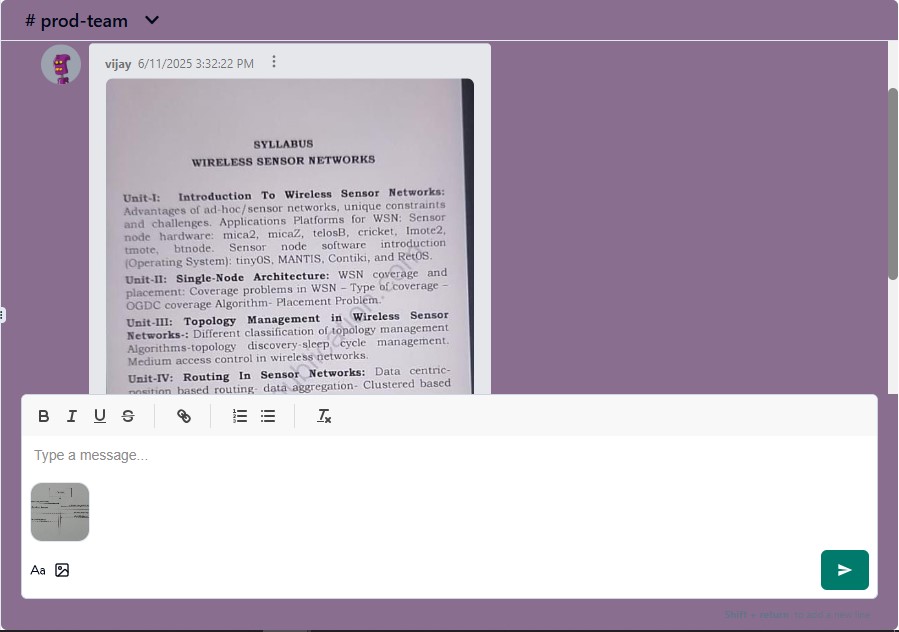 # prod-team
vijay 6/11/2025 3:32:22 PM
SYLLABUS
WIRELESS SENSOR NETWORKS
Unit-I: Introduction To Wireless Sensor Networks:
Advantages of ad-hoc/sensor networks, unique constraints
and challenges. Applications Platforms for WSN: Sensor
node hardware: mica2, micaZ, telosB, cricket, Imote2,
tmote, btnode. Sensor node software introduction
(Operating System): tinyOS, MANTIS, Contiki, and RetOS.
Unit-II: Single-Node Architecture: WSN coverage and
placement: Coverage problems in WSN – Type of coverage –
OGDC coverage Algorithm- Placement Problem.
Unit-III: Topology Management in Wireless Sensor
Networks-: Different classification of topology management
Algorithms-topology discovery-sleep cycle management.
Medium access control in wireless networks.
Unit-IV: Routing In Sensor Networks: Data centric-
position based routing- data aggregation- Clustered based
B I U S
Type a message...
Aa
Shift + return to add a new line